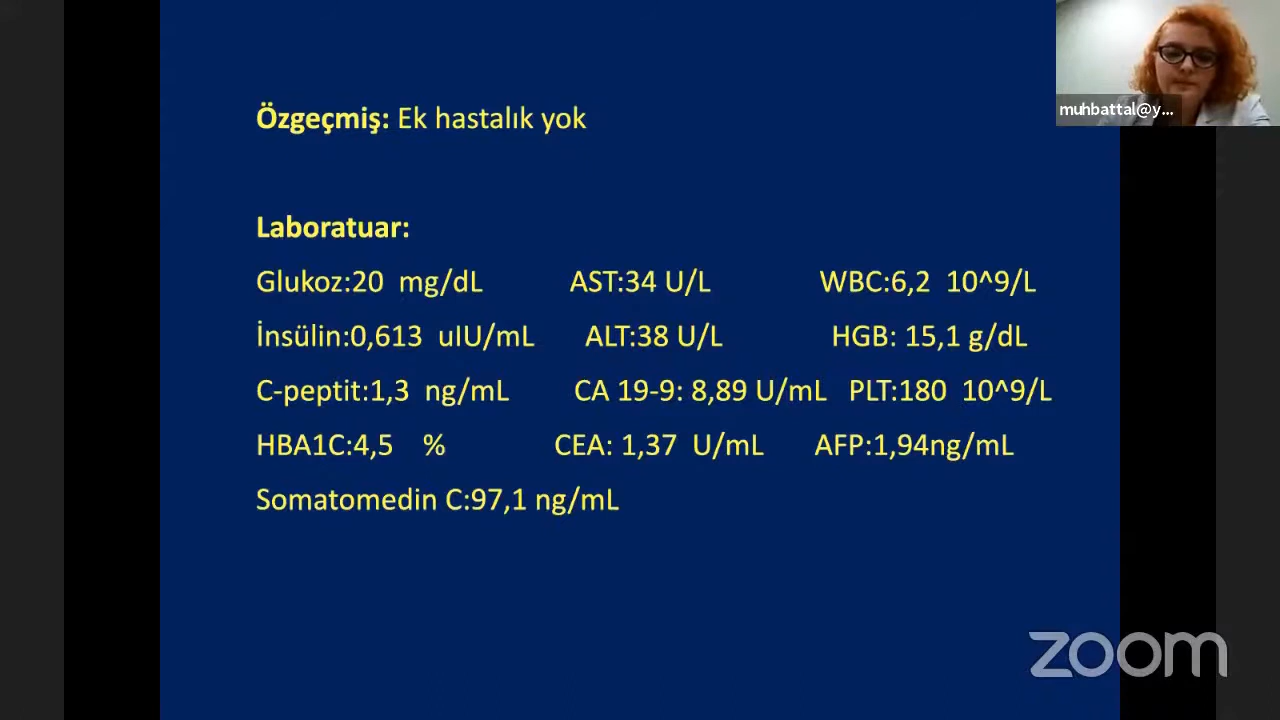 muhbattal@y...
Özgeçmiş: Ek hastalık yok
Laboratuar:
Glukoz:20 mg/dL AST:34 U/L WBC:6,2 10^9/L
İnsülin:0,613 uIU/mL ALT:38 U/L HGB: 15,1 g/dL
C-peptit:1,3 ng/mL CA 19-9: 8,89 U/mL PLT:180 10^9/L
HBA1C:4,5 % CEA: 1,37 U/mL AFP:1,94ng/mL
Somatomedin C:97,1 ng/mL
zoom